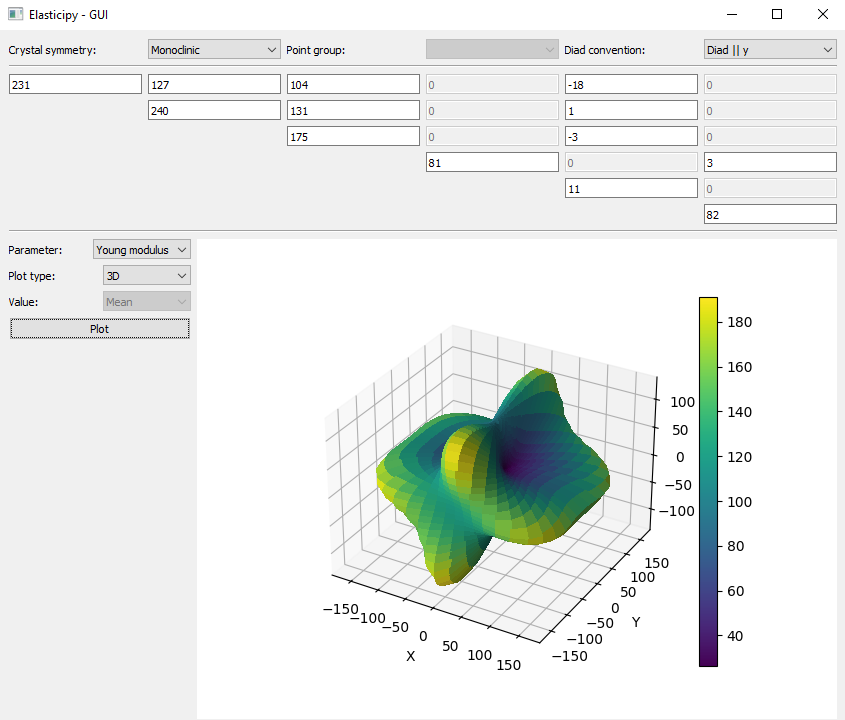 Elasticipy - GUI
Crystal symmetry: Monoclinic Point group: Diad convention: Diad || y
231 127 104 0 -18 0
240 131 0 1 0
175 0 -3 0
81 0 3
11 0
82
Parameter: Young modulus
Plot type: 3D
Value: Mean
Plot
180
160
140
120
100
80
60
40
100
50
0
−50
−100
−150
−100
−50
0
50
100
150
X
150
100
50
0
−50
−100
−150
Y